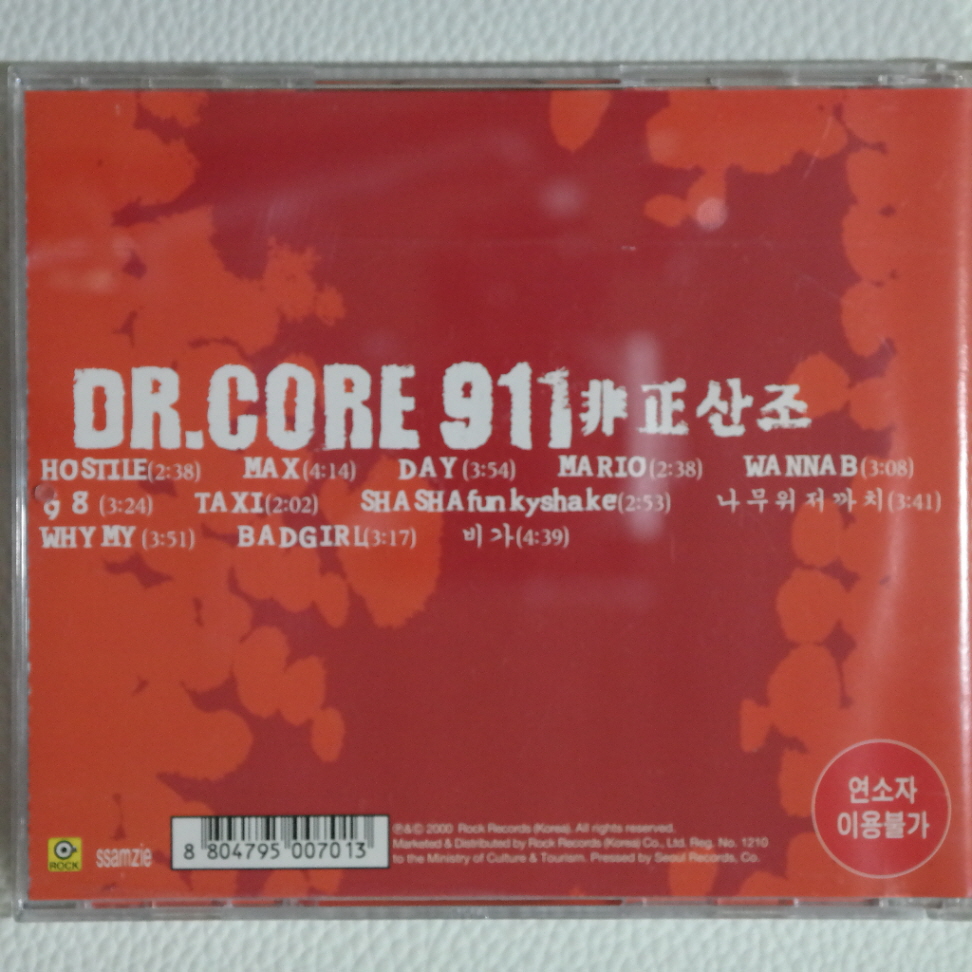 DR.CORE 911 非正산조
HOSTILE(2:38) MAX(4:14) DAY(3:54) MARIO(2:38) WANNAB(3:08)
98(3:24) TAXI(2:02) SHASHAfunkyshake(2:53) 나무위저까치(3:41)
WHY MY(3:51) BADGIRL(3:17) 비가(4:39)
연소자
이용불가
ROCK ssamzie 8 804795 007013
℗&© 2000 Rock Records (Korea). All rights reserved.
Marketed & Distributed by Rock Records (Korea) Co., Ltd. Reg. No. 1210
to the Ministry of Culture & Tourism. Pressed by Seoul Records, Co.